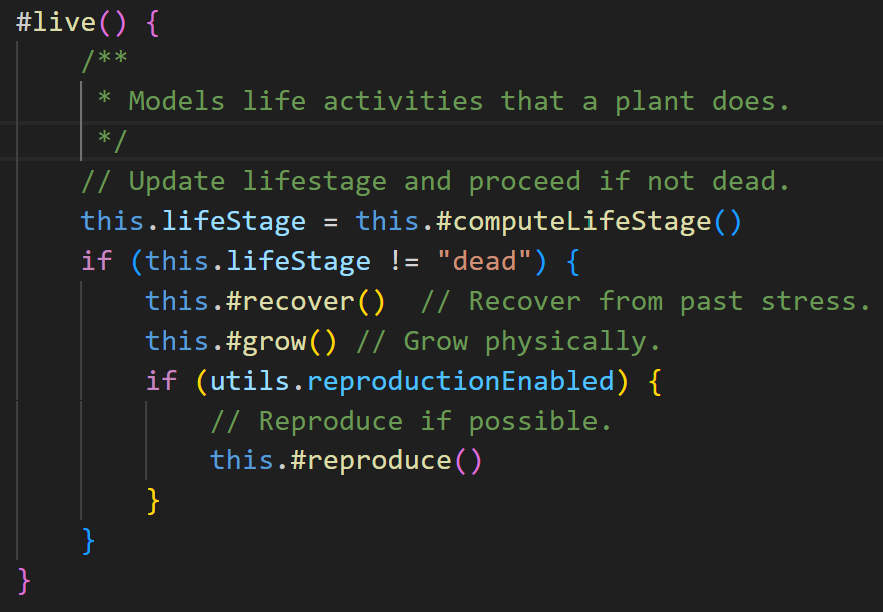 #live() {
    /**
     * Models life activities that a plant does.
     */
    // Update lifestage and proceed if not dead.
    this.lifeStage = this.#computeLifeStage()
    if (this.lifeStage != "dead") {
        this.#recover()  // Recover from past stress.
        this.#grow() // Grow physically.
        if (utils.reproductionEnabled) {
            // Reproduce if possible.
            this.#reproduce()
        }
    }
}